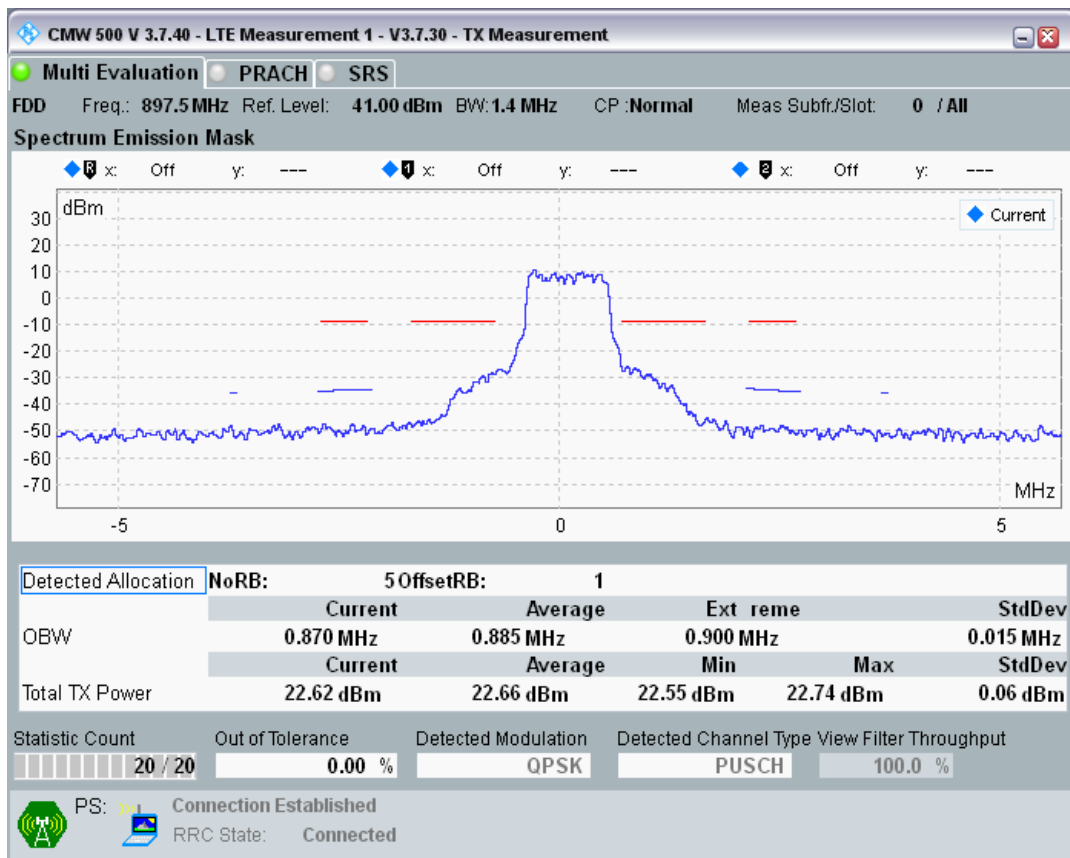 CMW 500 V 3.7.40 - LTE Measurement 1 - V3.7.30 - TX Measurement
Multi Evaluation PRACH SRS
FDD Freq.: 897.5 MHz Ref. Level: 41.00 dBm BW: 1.4 MHz CP :Normal Meas Subfr./Slot: 0 / All
Spectrum Emission Mask
R x: Off y: --- 1 x: Off y: --- 2 x: Off y: ---
dBm
Current
30
20
10
0
-10
-20
-30
-40
-50
-60
-70
MHz
-5 0 5
Detected Allocation NoRB: 5 OffsetRB: 1
Current Average Ext reme StdDev
OBW 0.870 MHz 0.885 MHz 0.900 MHz 0.015 MHz
Current Average Min Max StdDev
Total TX Power 22.62 dBm 22.66 dBm 22.55 dBm 22.74 dBm 0.06 dBm
Statistic Count Out of Tolerance Detected Modulation Detected Channel Type View Filter Throughput
20 / 20 0.00 % QPSK PUSCH 100.0 %
PS: Connection Established
RRC State: Connected